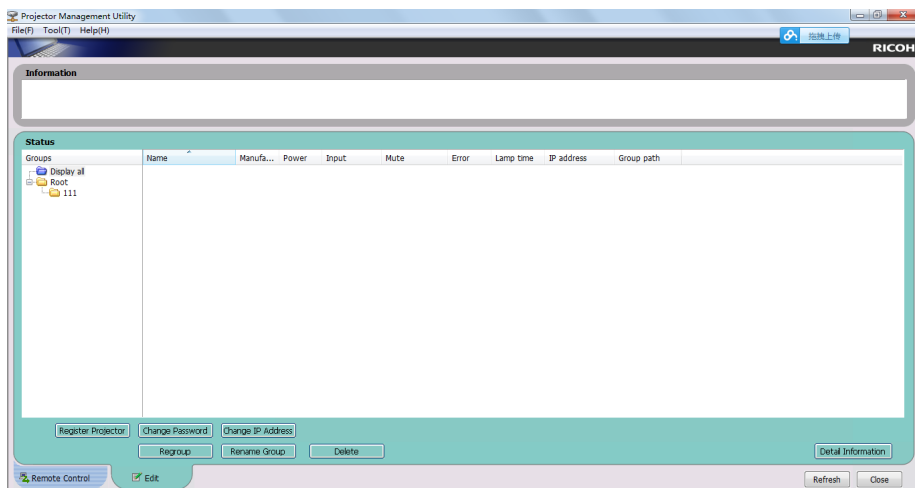 Projector Management Utility
File(F) Tool(T) Help(H)
拖拽上传
RICOH
Information
Status
Groups Name Manufa... Power Input Mute Error Lamp time IP address Group path
Display all
Root
111
Register Projector Change Password Change IP Address
Regroup Rename Group Delete Detail Information
Remote Control Edit Refresh Close